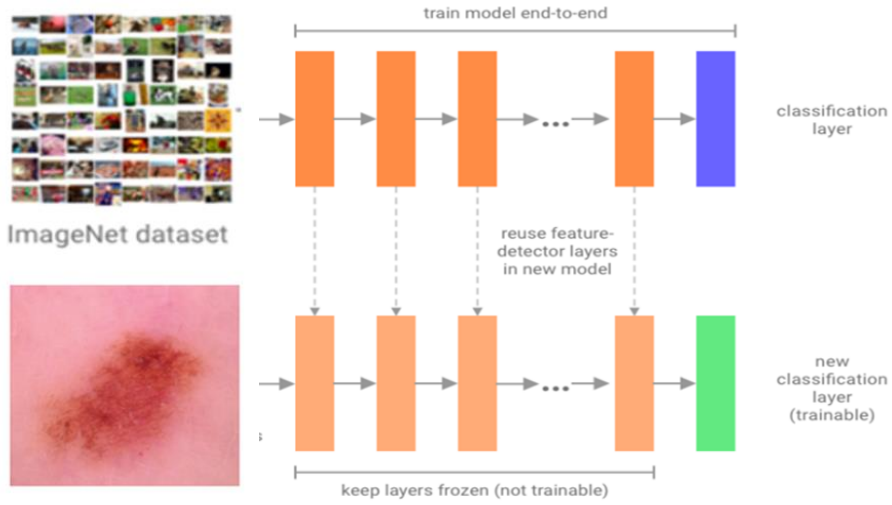 train model end-to-end
classification
layer
ImageNet dataset
reuse feature-
detector layers
in new model
new
classification
layer
(trainable)
keep layers frozen (not trainable)